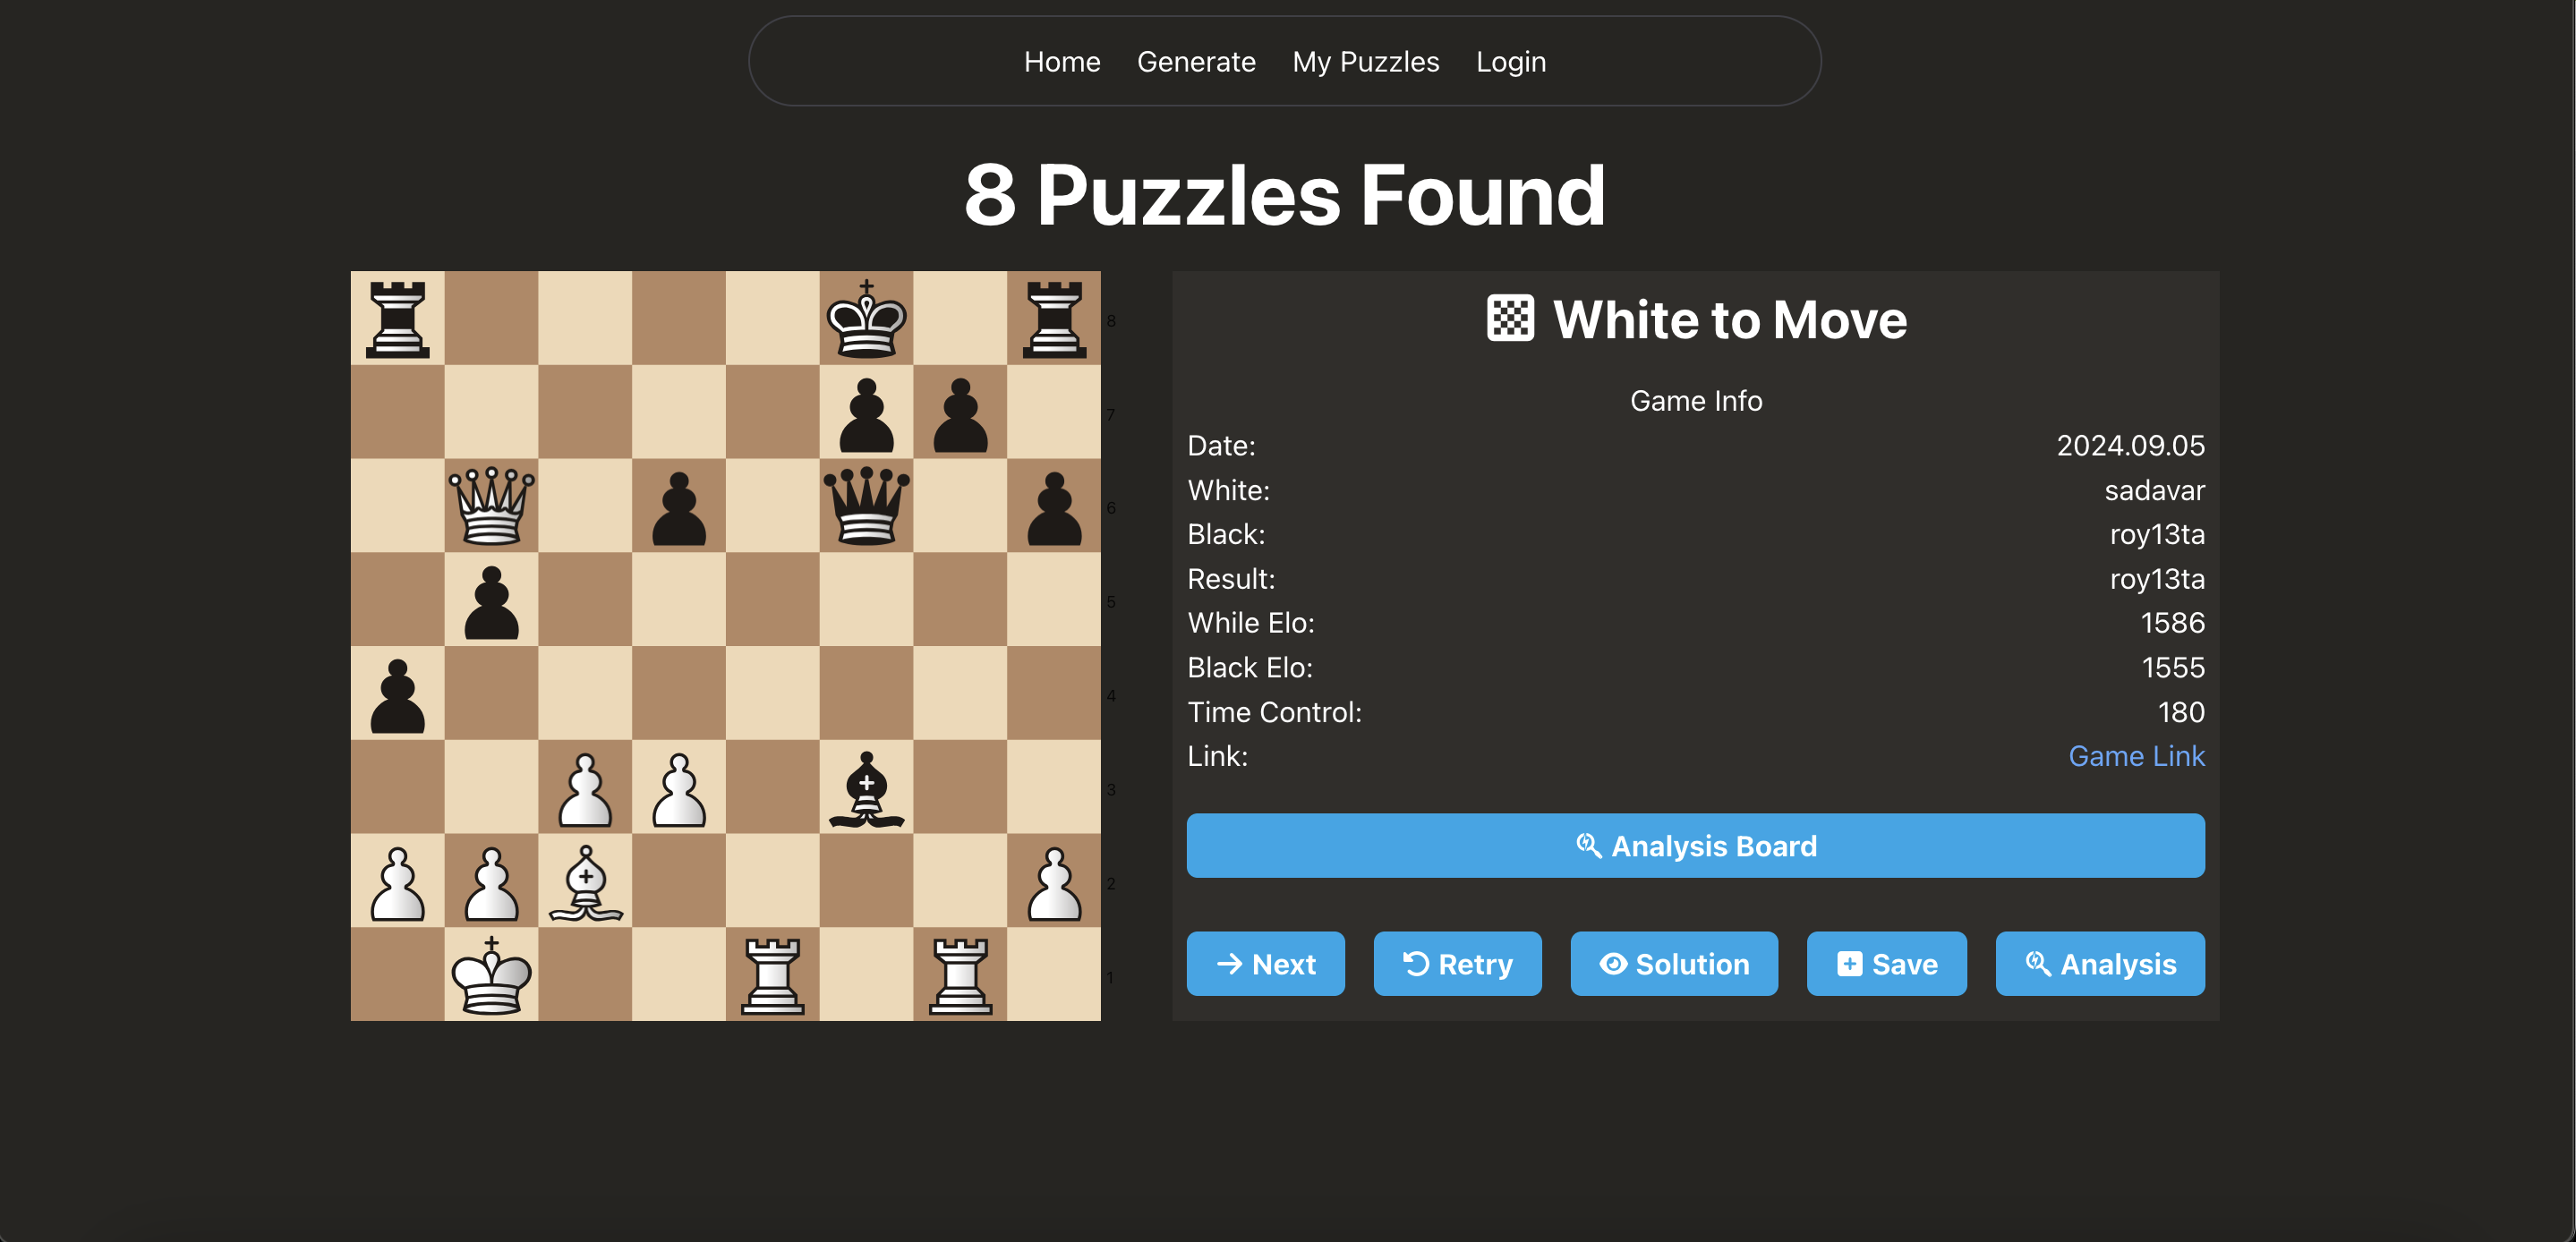 Home Generate My Puzzles Login
8 Puzzles Found
8
7
6
5
4
3
2
1
White to Move
Game Info
Date: 2024.09.05
White: sadavar
Black: roy13ta
Result: roy13ta
While Elo: 1586
Black Elo: 1555
Time Control: 180
Link: Game Link
Analysis Board
Next Retry Solution Save Analysis